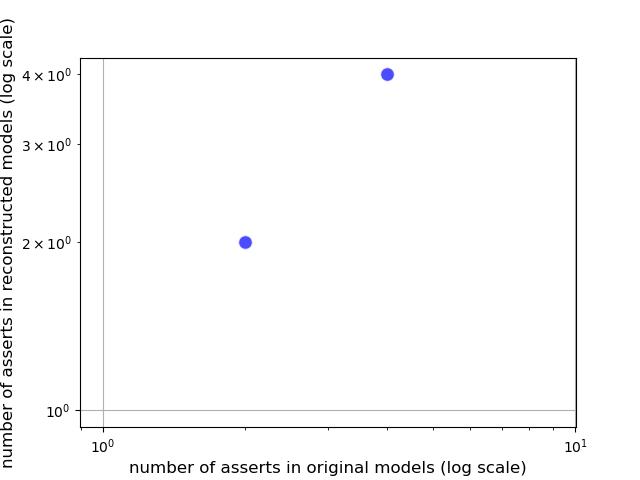 number of asserts in reconstructed models (log scale)
4 × 10⁰
3 × 10⁰
2 × 10⁰
10⁰
10⁰
10¹
number of asserts in original models (log scale)